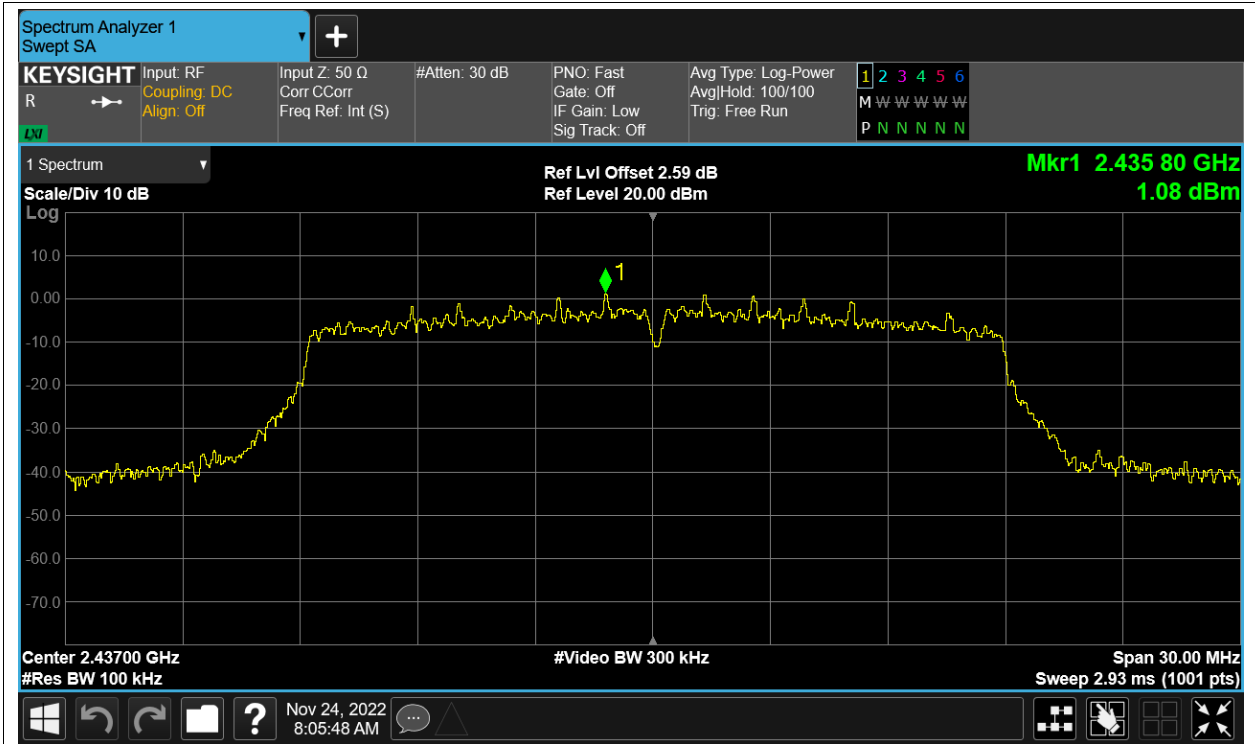 Spectrum Analyzer 1
Swept SA
KEYSIGHT
R
LXI
Input: RF
Coupling: DC
Align: Off
Input Z: 50 Ω
Corr CCorr
Freq Ref: Int (S)
#Atten: 30 dB
PNO: Fast
Gate: Off
IF Gain: Low
Sig Track: Off
Avg Type: Log-Power
Avg|Hold: 100/100
Trig: Free Run
1 2 3 4 5 6
M W W W W W
P N N N N N
1 Spectrum
Scale/Div 10 dB
Log
Ref Lvl Offset 2.59 dB
Ref Level 20.00 dBm
Mkr1 2.435 80 GHz
1.08 dBm
10.0
0.00
-10.0
-20.0
-30.0
-40.0
-50.0
-60.0
-70.0
1
Center 2.43700 GHz
#Res BW 100 kHz
#Video BW 300 kHz
Span 30.00 MHz
Sweep 2.93 ms (1001 pts)
?
Nov 24, 2022
8:05:48 AM